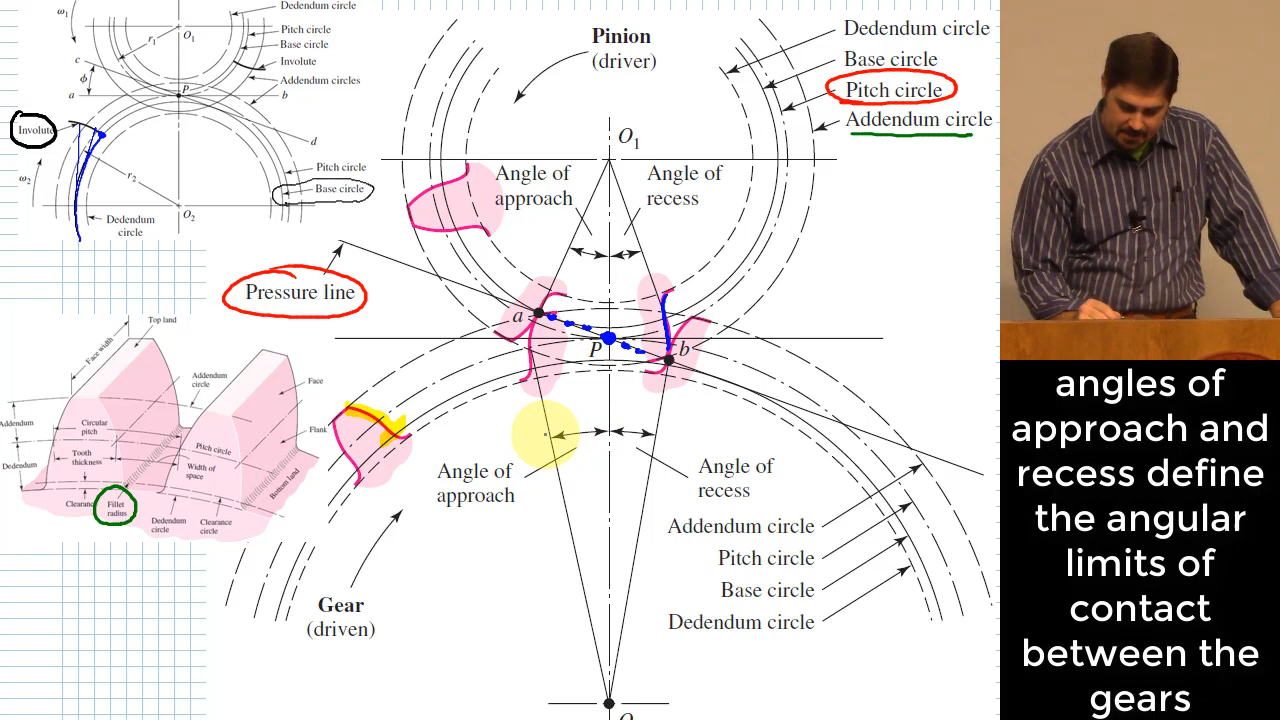 Dedendum circle
Pitch circle
Base circle
Involute
Addendum circles
ω1
r1
O1
c
ϕ
a
P
b
d
Involute
ω2
r2
Pitch circle
Base circle
Dedendum
circle
O2
Pinion
(driver)
Dedendum circle
Base circle
Pitch circle
Addendum circle
O1
Angle of
approach
Angle of
recess
Pressure line
a
P
b
Angle of
approach
Angle of
recess
Addendum circle
Pitch circle
Base circle
Dedendum circle
Gear
(driven)
Top land
Face width
Addendum
circle
Face
Addendum
Circular
pitch
Flank
Pitch circle
Tooth
thickness
Width of
space
Dedendum
Bottom land
Clearance
Fillet
radius
Dedendum
circle
Clearance
circle
angles of
approach and
recess define
the angular
limits of
contact
between the
gears